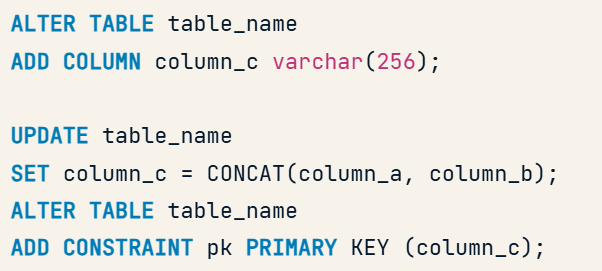 ALTER TABLE table_name
ADD COLUMN column_c varchar(256);
UPDATE table_name
SET column_c = CONCAT(column_a, column_b);
ALTER TABLE table_name
ADD CONSTRAINT pk PRIMARY KEY (column_c);